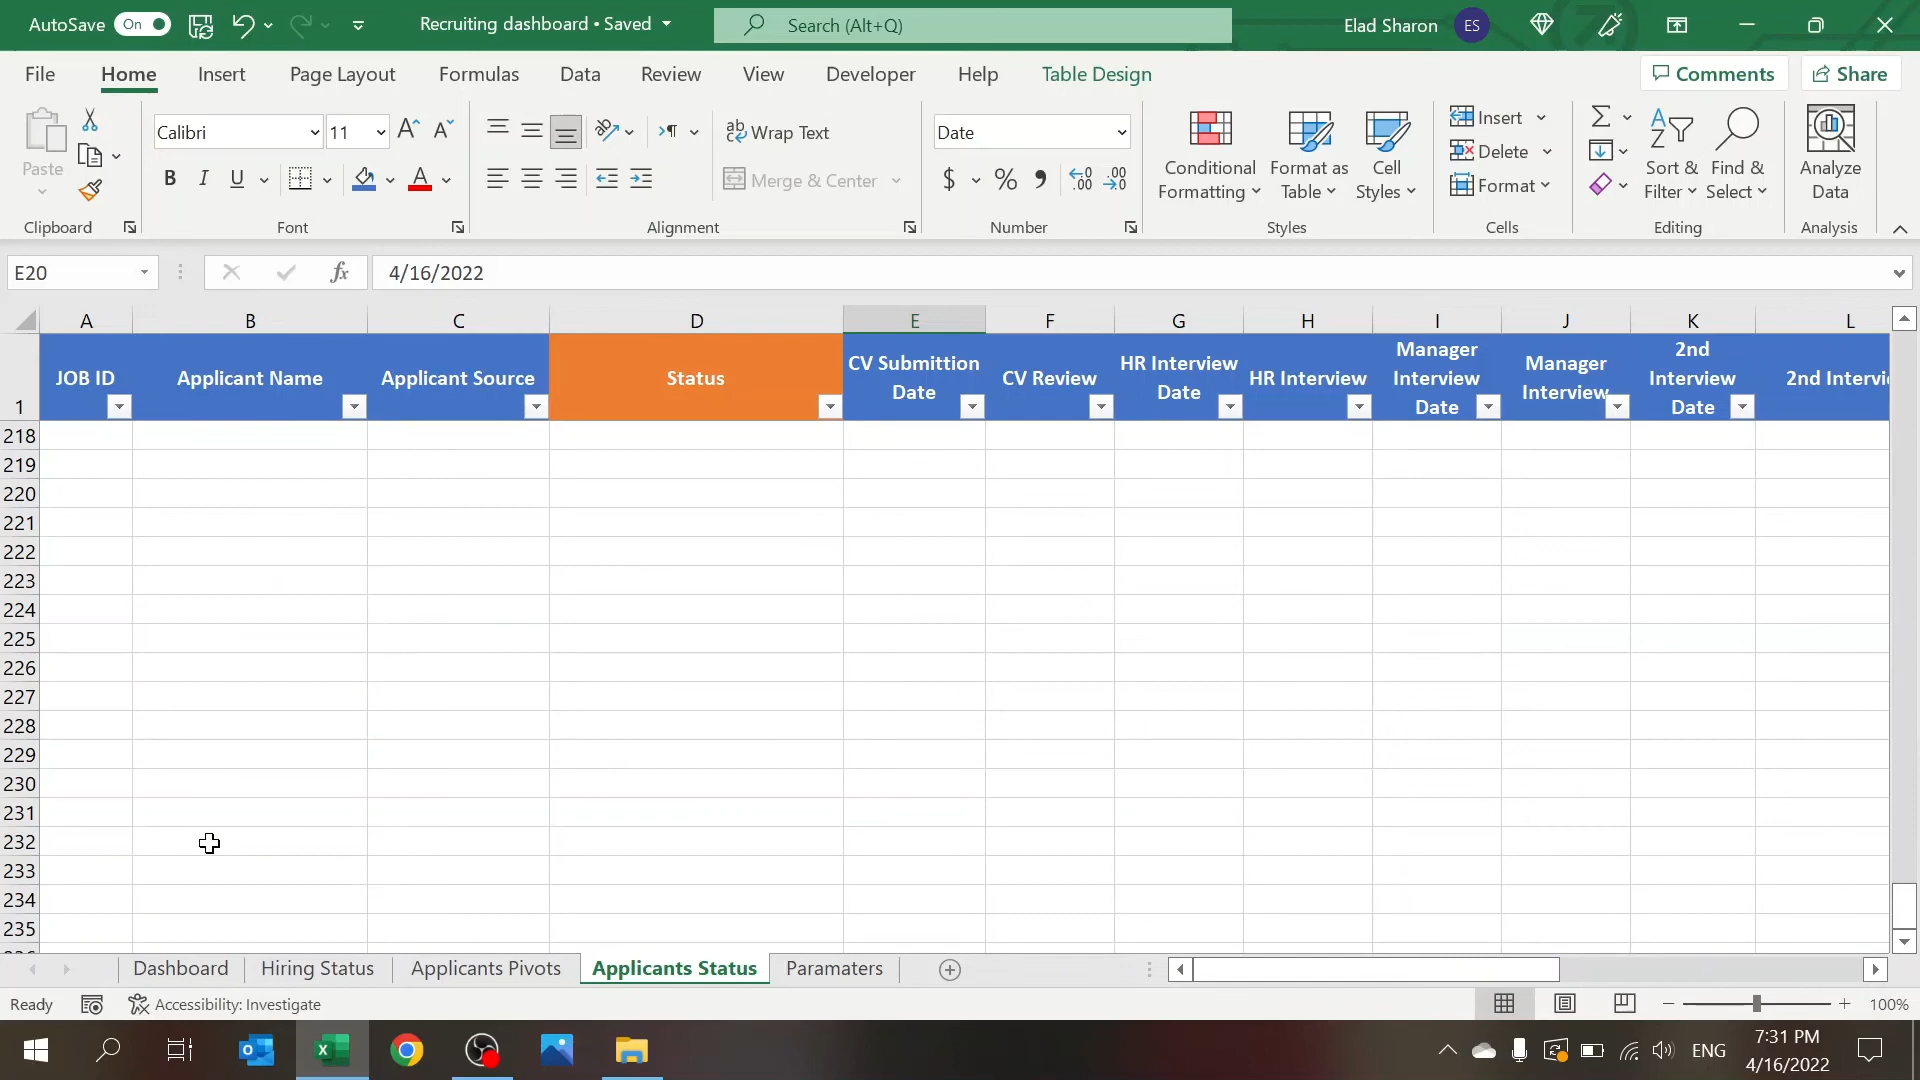 AutoSave On Recruiting dashboard • Saved Search (Alt+Q) Elad Sharon ES
File Home Insert Page Layout Formulas Data Review View Developer Help Table Design Comments Share
Paste
Calibri 11
B I U A
ab Wrap Text
Merge & Center
Date
$ % 9 .00 .00
Conditional Formatting
Format as Table
Cell Styles
Insert
Delete
Format
Sort & Filter
Find & Select
Analyze Data
Clipboard Font Alignment Number Styles Cells Editing Analysis
E20 fx 4/16/2022
A B C D E F G H I J K L
1 JOB ID Applicant Name Applicant Source Status CV Submittion Date CV Review HR Interview Date HR Interview Manager Interview Date Manager Interview 2nd Interview Date 2nd Intervi
218
219
220
221
222
223
224
225
226
227
228
229
230
231
232
233
234
235
Dashboard Hiring Status Applicants Pivots Applicants Status Paramaters
Ready Accessibility: Investigate 100%
ENG 7:31 PM
4/16/2022